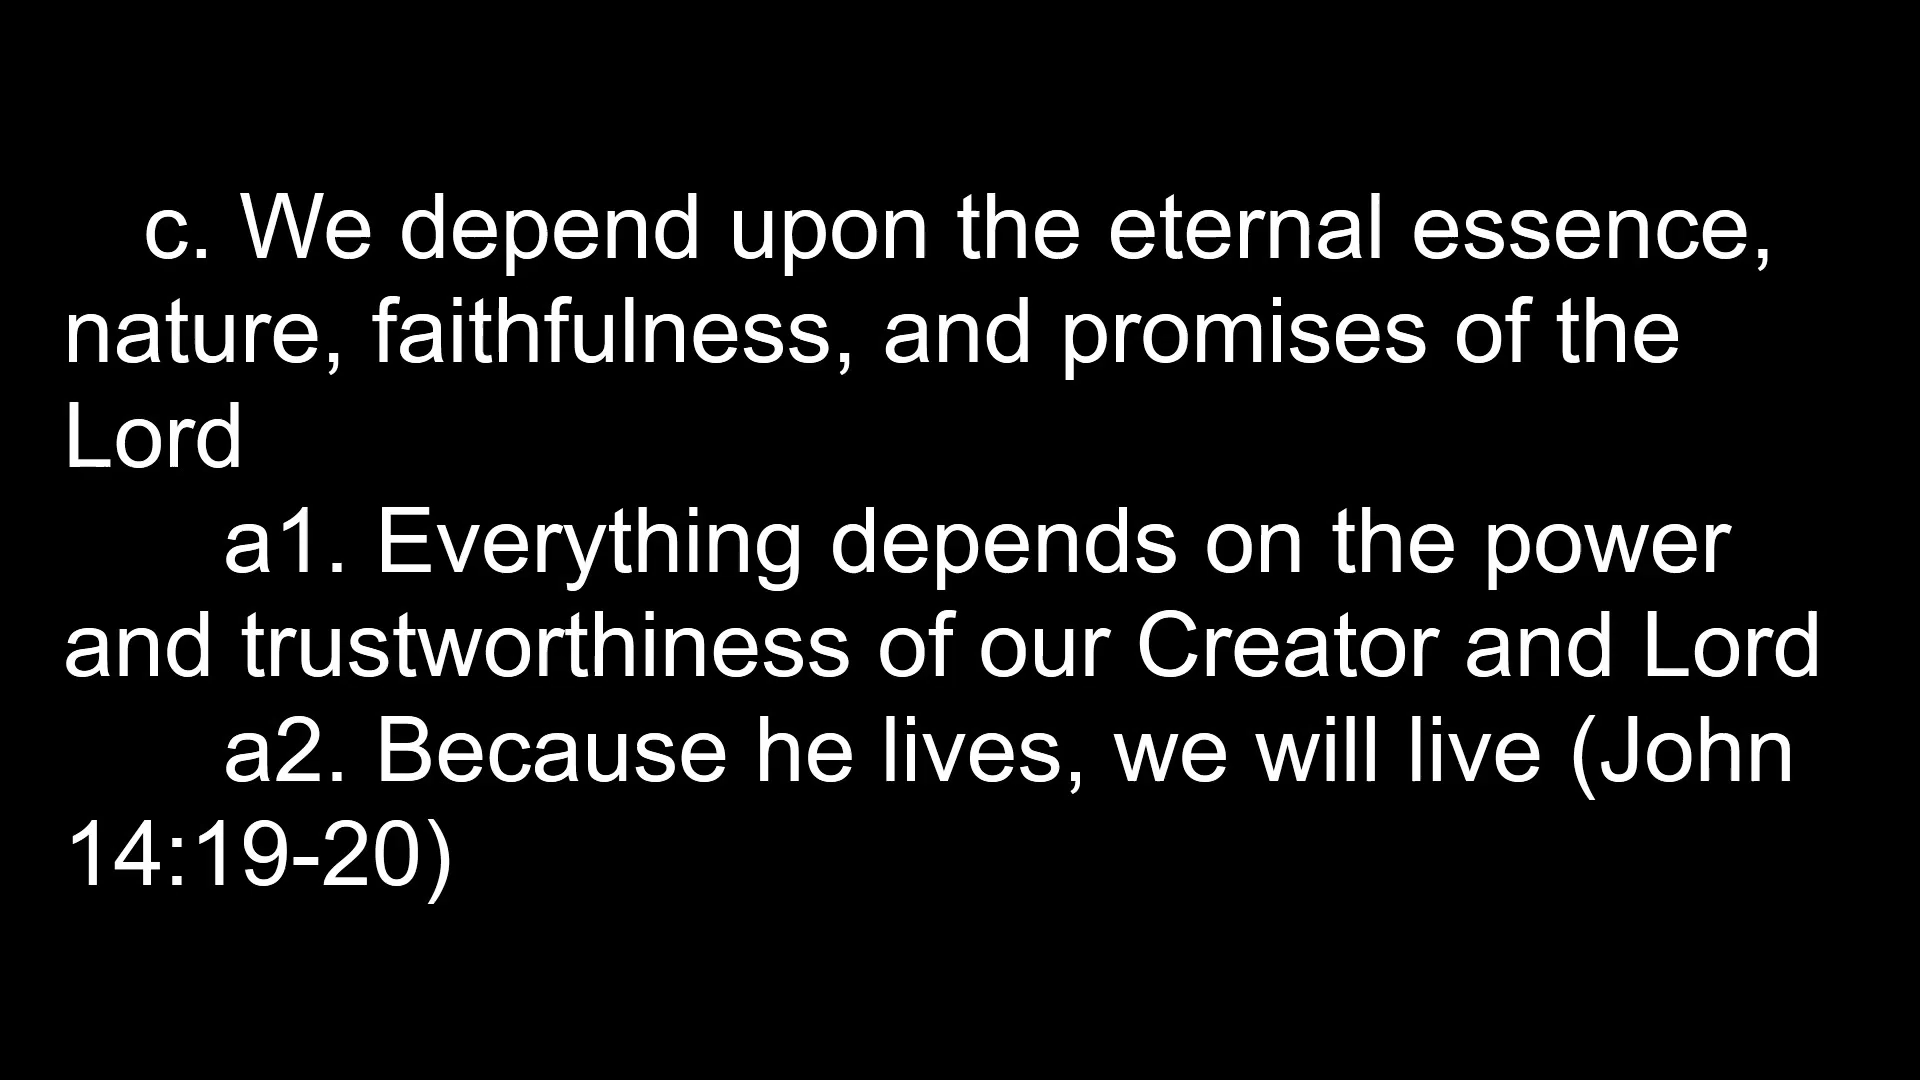 c. We depend upon the eternal essence,
nature, faithfulness, and promises of the
Lord
a1. Everything depends on the power
and trustworthiness of our Creator and Lord
a2. Because he lives, we will live (John
14:19-20)